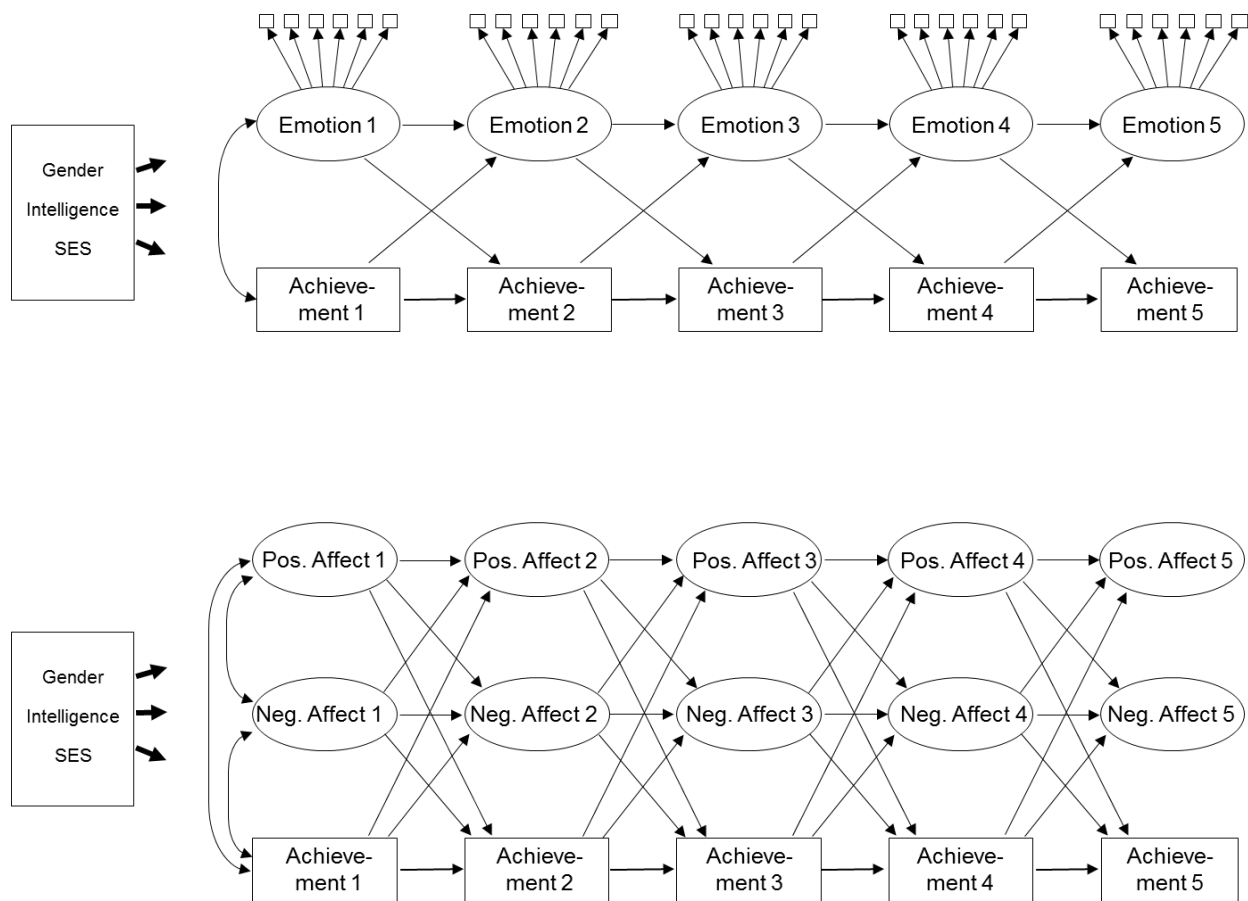 Emotion 1
Emotion 2
Emotion 3
Emotion 4
Emotion 5
Gender
Intelligence
SES
Achieve-
ment 1
Achieve-
ment 2
Achieve-
ment 3
Achieve-
ment 4
Achieve-
ment 5
Pos. Affect 1
Pos. Affect 2
Pos. Affect 3
Pos. Affect 4
Pos. Affect 5
Gender
Intelligence
SES
Neg. Affect 1
Neg. Affect 2
Neg. Affect 3
Neg. Affect 4
Neg. Affect 5
Achieve-
ment 1
Achieve-
ment 2
Achieve-
ment 3
Achieve-
ment 4
Achieve-
ment 5